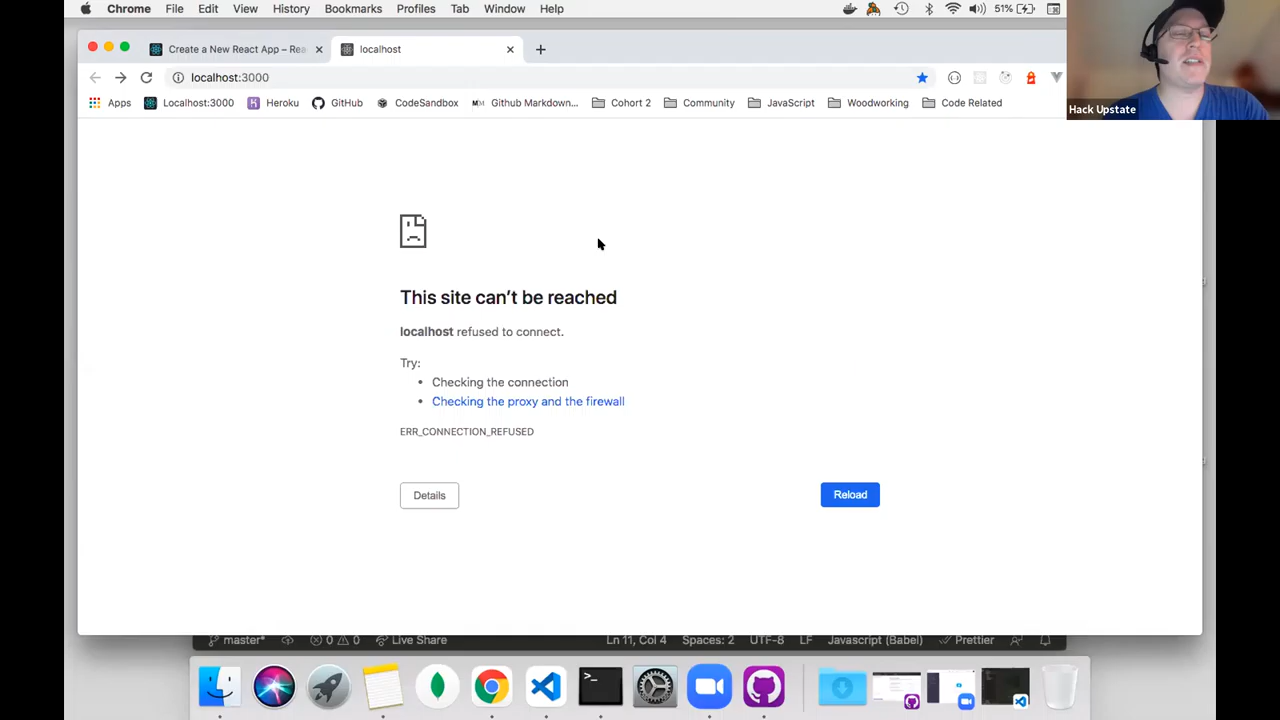 Chrome File Edit View History Bookmarks Profiles Tab Window Help 51%
Create a New React App – Rea
localhost
localhost:3000
Apps Localhost:3000 Heroku GitHub CodeSandbox Github Markdown... Cohort 2 Community JavaScript Woodworking Code Related
Hack Upstate
This site can’t be reached
localhost refused to connect.
Try:
• Checking the connection
• Checking the proxy and the firewall
ERR_CONNECTION_REFUSED
Details
Reload
master* 0 0 Live Share Ln 11, Col 4 Spaces: 2 UTF-8 LF Javascript (Babel) Prettier